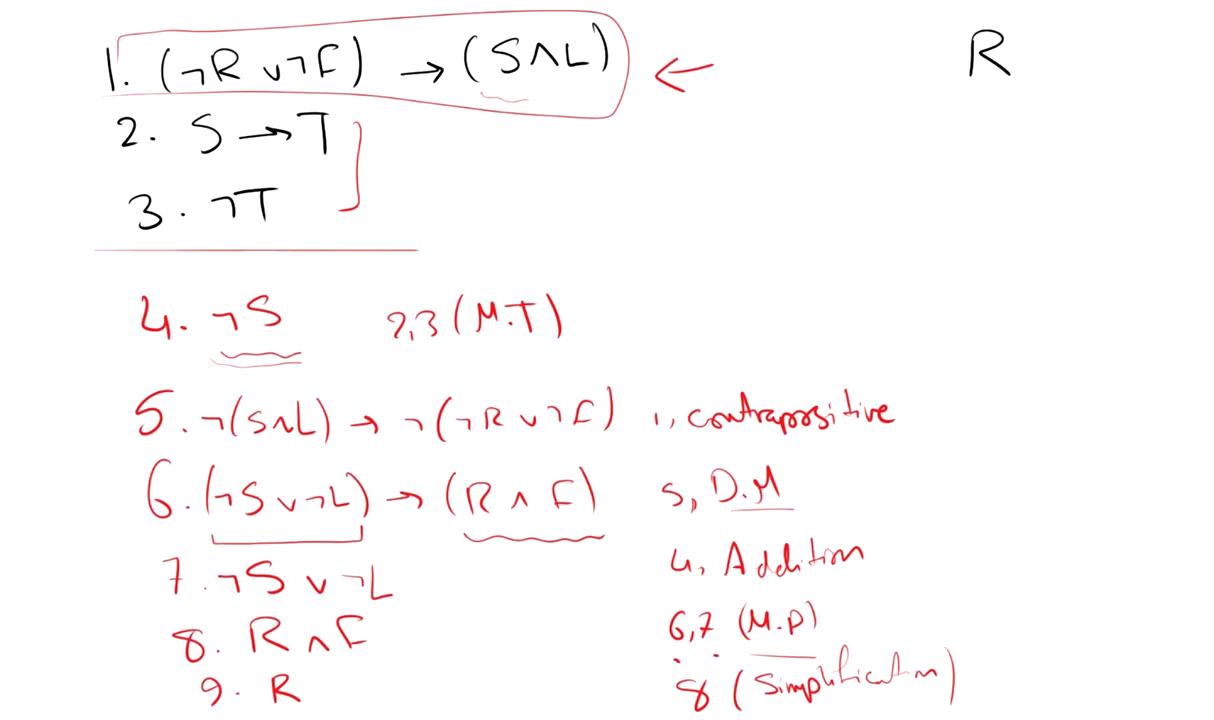 1. (¬R ∨ ¬F) → (S ∧ L) ← R
2. S → T
3. ¬T
4. ¬S 2,3 (M.T)
5. ¬(S∧L) → ¬(¬R ∨ ¬F) 1, contrapositive
6. (¬S ∨ ¬L) → (R ∧ F) 5, D.M
7. ¬S ∨ ¬L 4, Addition
8. R ∧ F 6,7 (M.P)
9. R 8 (Simplification)